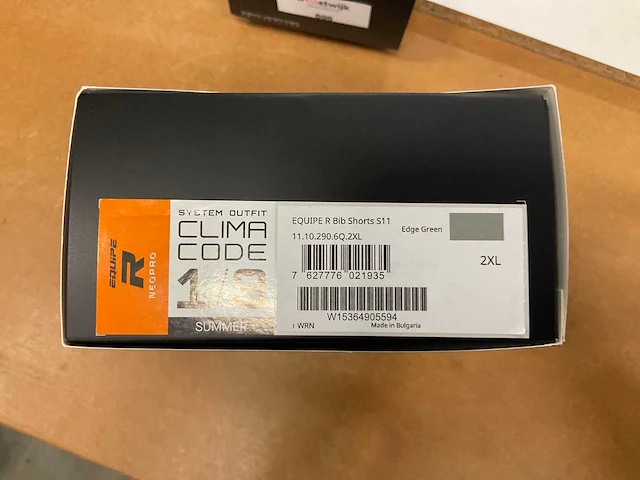 SYSTEM OUTFIT
CLIMA
CODE
1/3
SUMMER
EQUIPE
R
NEOPRO
EQUIPE R Bib Shorts S11
11.10.290.6Q.2XL
Edge Green
2XL
7 627776 021935
W15364905594
I WRN
Made in Bulgaria